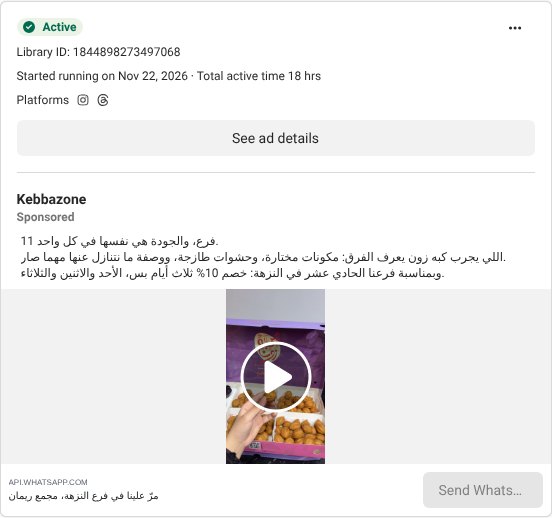 Active
Library ID: 1844898273497068
Started running on Nov 22, 2026 · Total active time 18 hrs
Platforms
See ad details
Kebbazone
Sponsored
11 فرع، والجودة هي نفسها في كل واحد.
اللي يجرب كبه زون يعرف الفرق: مكونات مختارة، وحشوات طازجة، ووصفة ما نتنازل عنها مهما صار.
وبمناسبة فرعنا الحادي عشر في النزهة: خصم 10% ثلاث أيام بس، الأحد والاثنين والثلاثاء.
API.WHATSAPP.COM
مرّ علينا في فرع النزهة، مجمع ريمان
Send Whats...